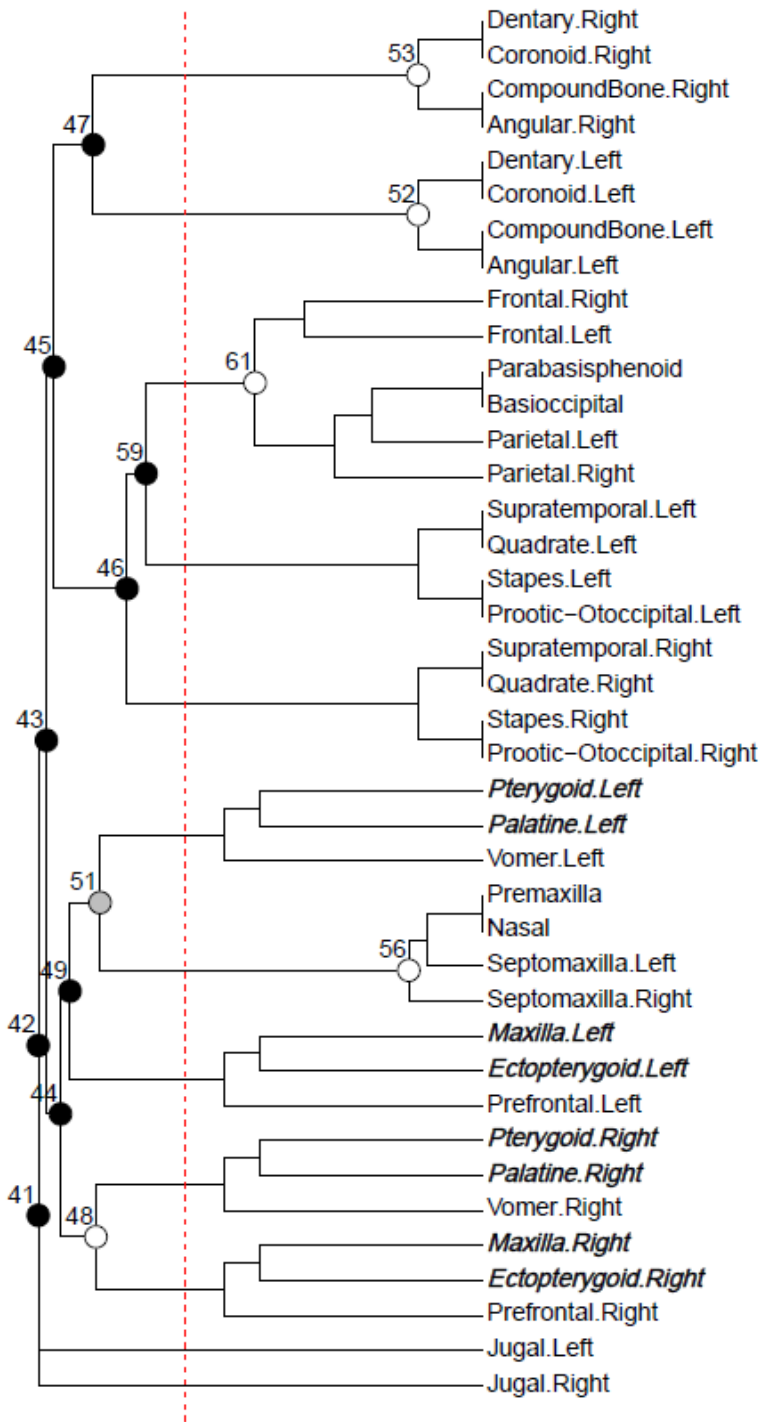 Dentary.Right
53
Coronoid.Right
CompoundBone.Right
47
Angular.Right
Dentary.Left
52
Coronoid.Left
CompoundBone.Left
Angular.Left
Frontal.Right
45
Frontal.Left
61
Parabasisphenoid
Basioccipital
Parietal.Left
59
Parietal.Right
Supratemporal.Left
Quadrate.Left
46
Stapes.Left
Prootic−Otoccipital.Left
Supratemporal.Right
Quadrate.Right
43
Stapes.Right
Prootic−Otoccipital.Right
Pterygoid.Left
Palatine.Left
Vomer.Left
51
Premaxilla
Nasal
56
Septomaxilla.Left
49
Septomaxilla.Right
42
Maxilla.Left
Ectopterygoid.Left
44
Prefrontal.Left
Pterygoid.Right
Palatine.Right
41
Vomer.Right
48
Maxilla.Right
Ectopterygoid.Right
Prefrontal.Right
Jugal.Left
Jugal.Right